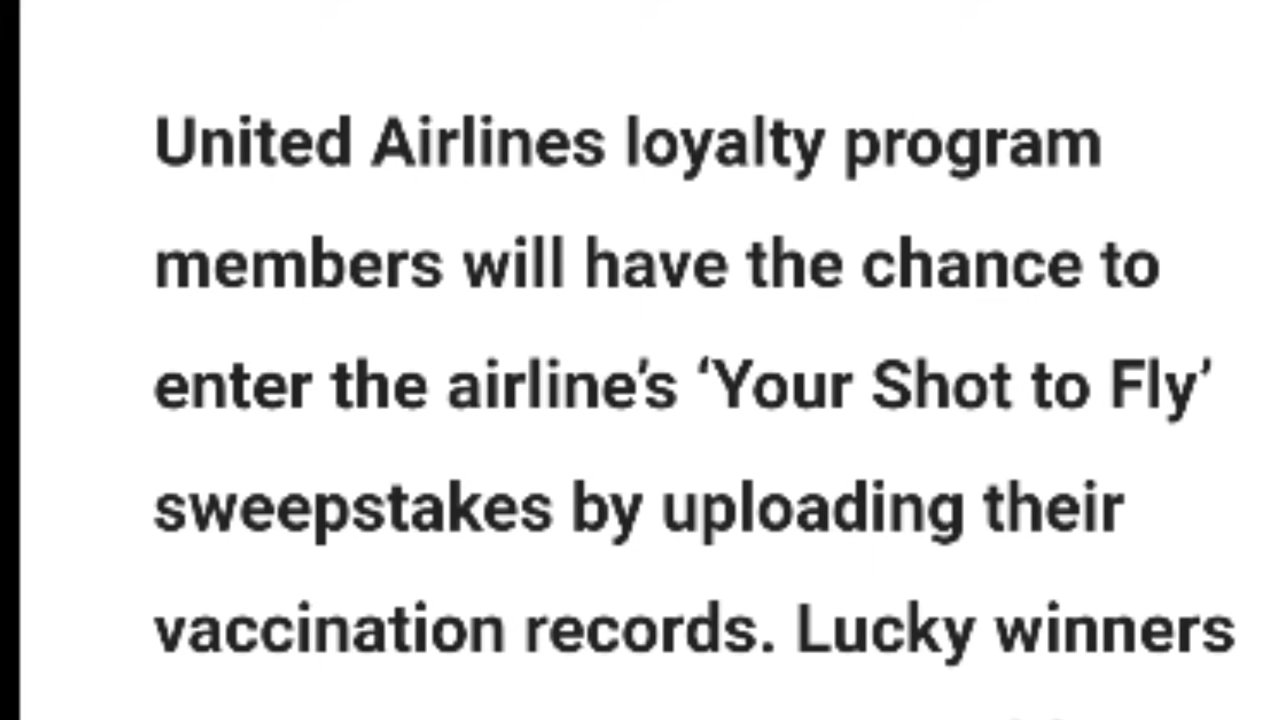 United Airlines loyalty program
members will have the chance to
enter the airline’s ‘Your Shot to Fly’
sweepstakes by uploading their
vaccination records. Lucky winners